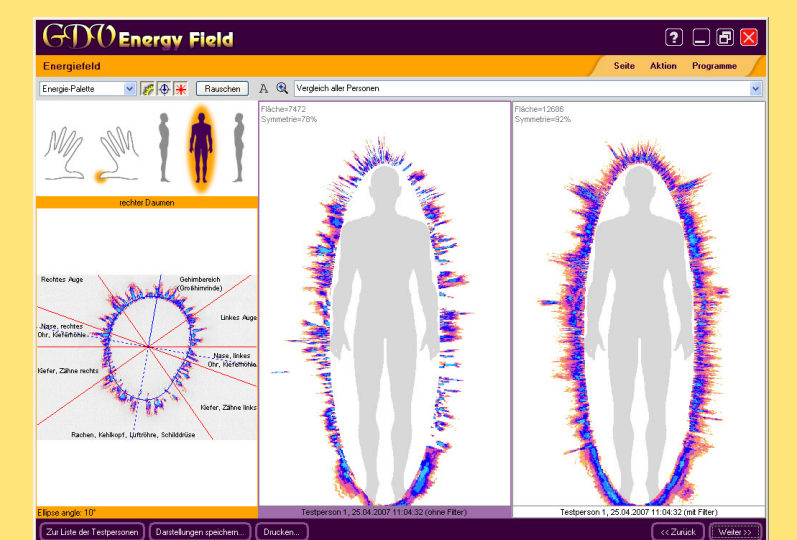 GDV Energy Field
Energiefeld
Seite Aktion Programme
Energie-Palette
Rauschen
A
Vergleich aller Personen
rechter Daumen
Rechtes Auge
Gehirnbereich
(Großhirnrinde)
Linkes Auge
Nase, rechtes
Ohr, Kieferhöhle
Nase, linkes
Ohr, Kieferhöhle
Kiefer, Zähne rechts
Kiefer, Zähne links
Rachen, Kehlkopf, Luftröhre, Schilddrüse
Ellipse angle: 10°
Fläche=7472
Symmetrie=78%
Testperson 1, 25.04.2007 11:04:32 (ohne Filter)
Fläche=12686
Symmetrie=92%
Testperson 1, 25.04.2007 11:04:32 (mit Filter)
Zur Liste der Testpersonen
Darstellungen speichern...
Drucken...
<< Zurück
Weiter >>